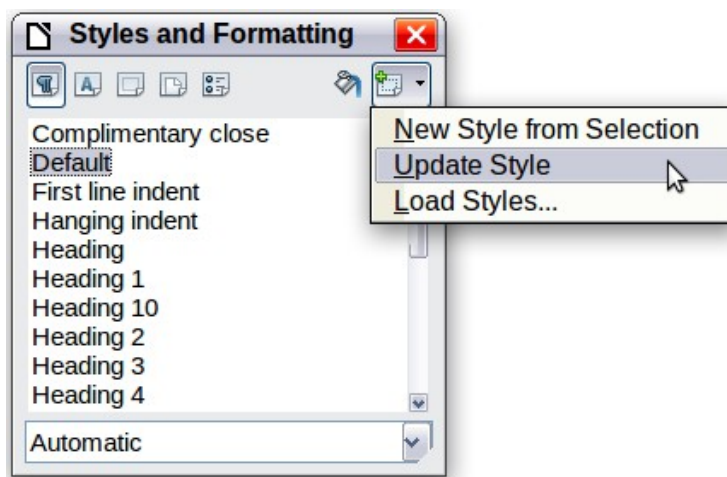 Styles and Formatting
New Style from Selection
Update Style
Load Styles...
Complimentary close
Default
First line indent
Hanging indent
Heading
Heading 1
Heading 10
Heading 2
Heading 3
Heading 4
Automatic